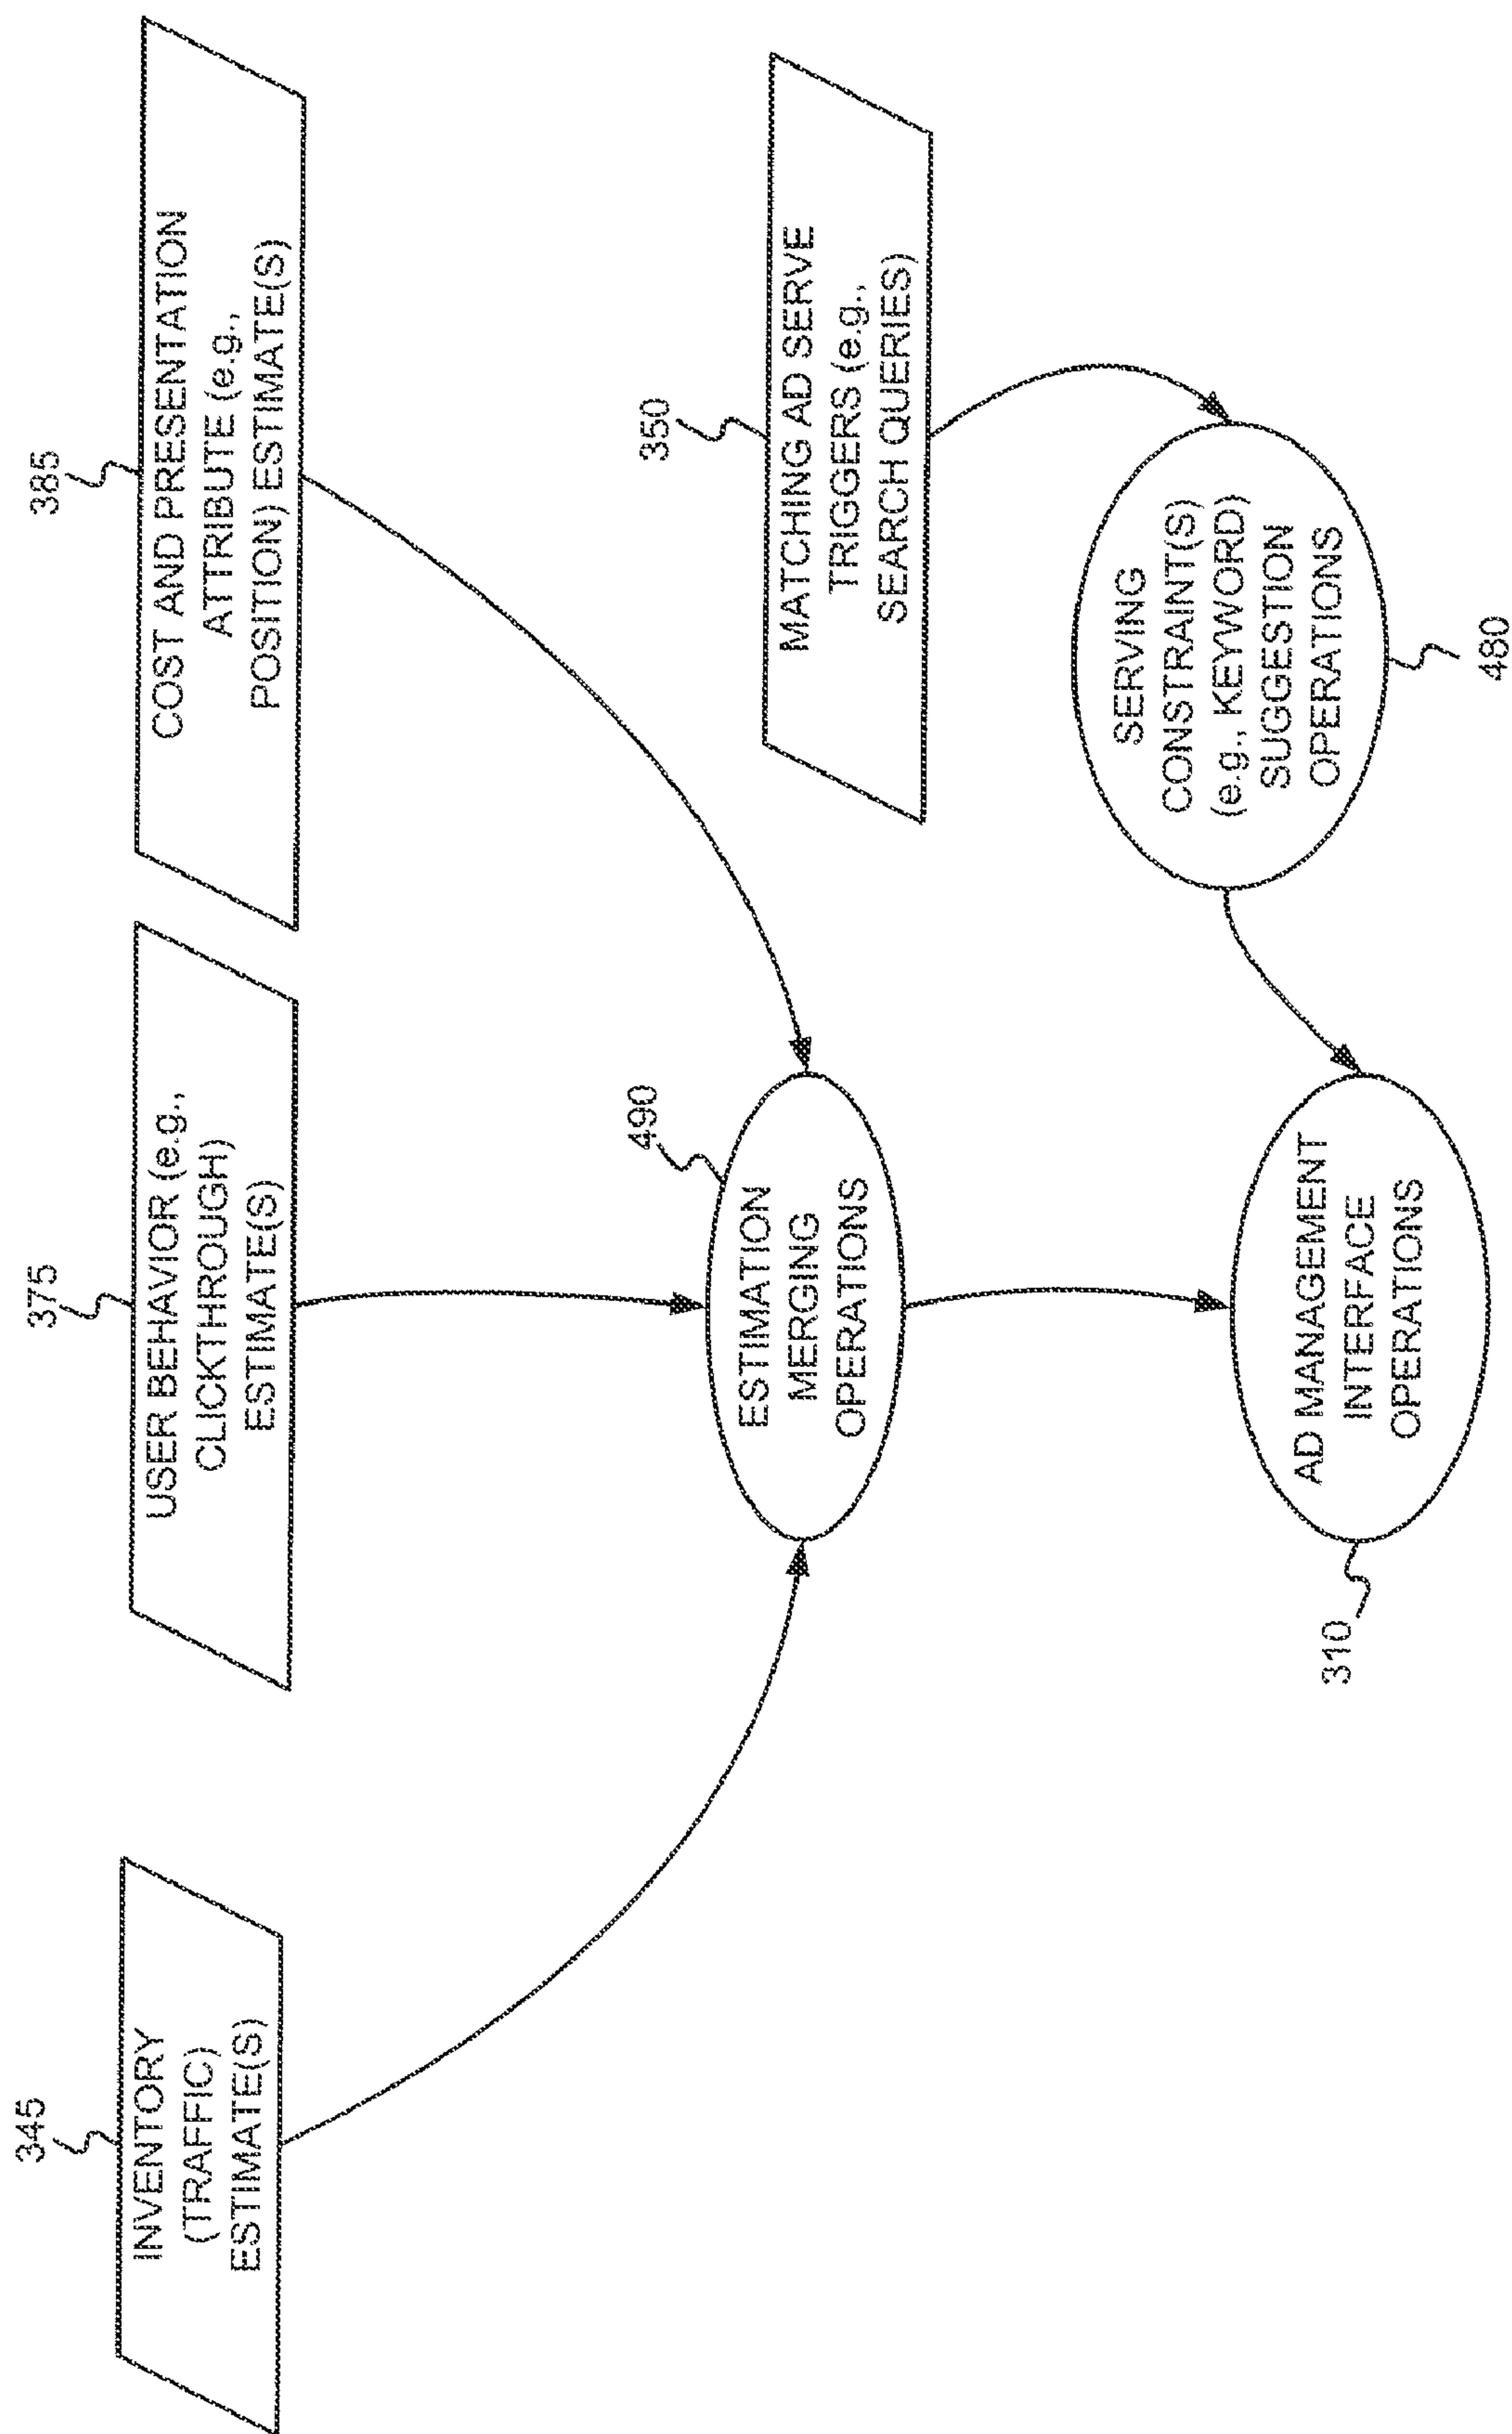 345
INVENTORY
(TRAFFIC)
ESTIMATE(S)
375
USER BEHAVIOR (e.g.,
CLICKTHROUGH)
ESTIMATE(S)
385
COST AND PRESENTATION
ATTRIBUTE (e.g.,
POSITION) ESTIMATE(S)
490
ESTIMATION
MERGING
OPERATIONS
350
MATCHING AD SERVE
TRIGGERS (e.g.,
SEARCH QUERIES)
310
AD MANAGEMENT
INTERFACE
OPERATIONS
SERVING
CONSTRAINT(S)
(e.g., KEYWORD)
SUGGESTION
OPERATIONS
480